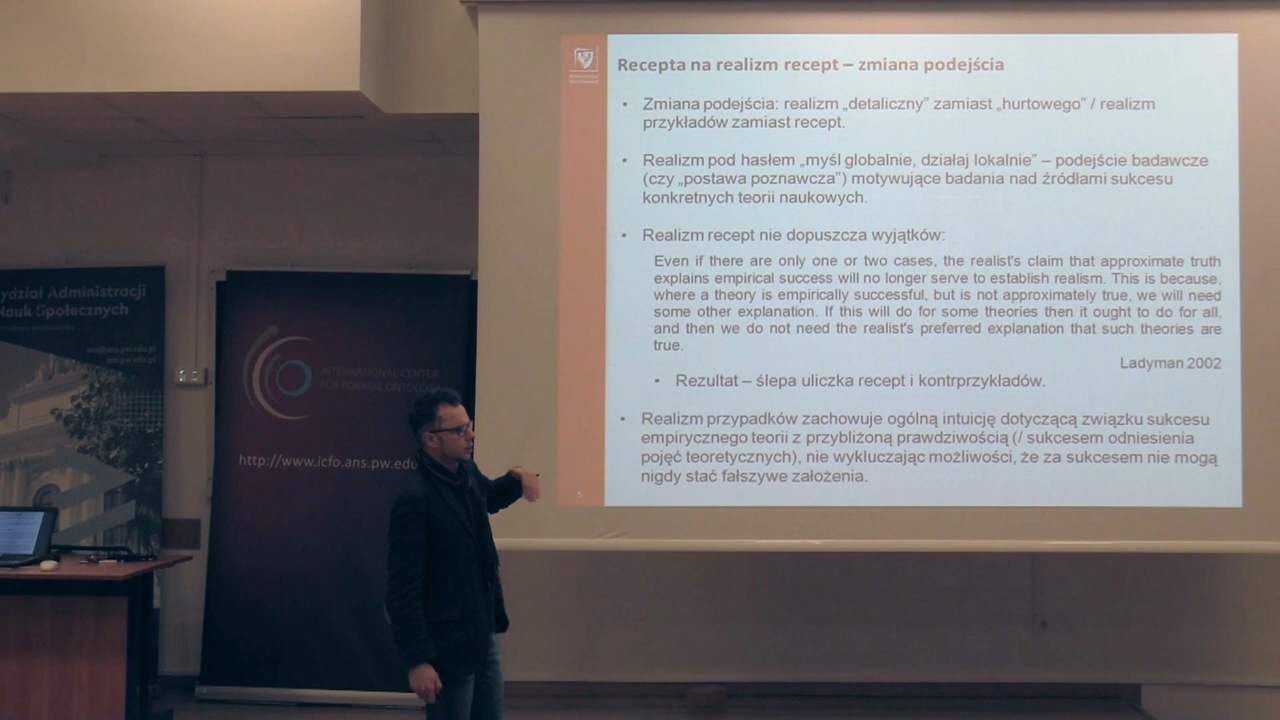 Recepta na realizm recept – zmiana podejścia
• Zmiana podejścia: realizm „detaliczny” zamiast „hurtowego” / realizm
przykładów zamiast recept.
• Realizm pod hasłem „myśl globalnie, działaj lokalnie” – podejście badawcze
(czy „postawa poznawcza”) motywujące badania nad źródłami sukcesu
konkretnych teorii naukowych.
• Realizm recept nie dopuszcza wyjątków:
Even if there are only one or two cases, the realist's claim that approximate truth
explains empirical success will no longer serve to establish realism. This is because,
where a theory is empirically successful, but is not approximately true, we will need
some other explanation. If this will do for some theories then it ought to do for all,
and then we do not need the realist's preferred explanation that such theories are
true.
Ladyman 2002
• Rezultat – ślepa uliczka recept i kontrprzykładów.
• Realizm przypadków zachowuje ogólną intuicję dotyczącą związku sukcesu
empirycznego teorii z przybliżoną prawdziwością (/ sukcesem odniesienia
pojęć teoretycznych), nie wykluczając możliwości, że za sukcesem nie mogą
nigdy stać fałszywe założenia.
5
ydział Administracji
Nauk Społecznych
INTERNATIONAL CENTER
FOR FORMAL ONTOLOG
http://www.icfo.ans.pw.edu